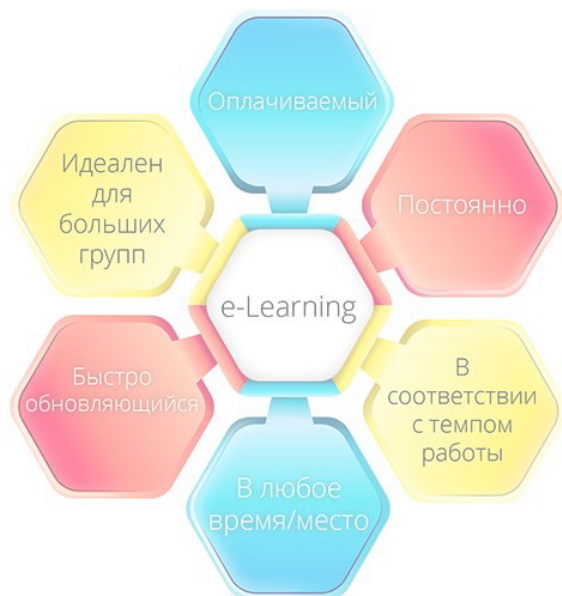 Оплачиваемый
Идеален
для
больших
групп
Постоянно
e-Learning
Быстро
обновляющийся
В
соответствии
с темпом
работы
В любое
время/место